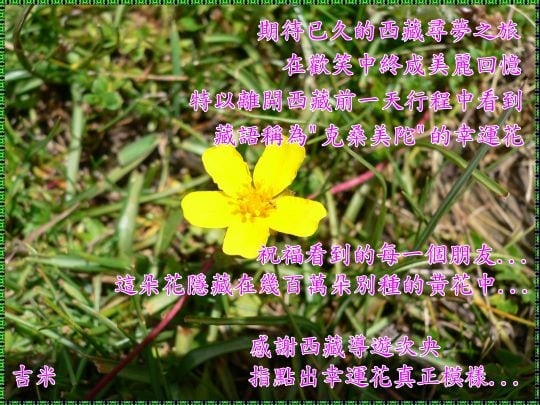 期待已久的西藏尋夢之旅
在歡笑中終成美麗回憶
特以離開西藏前一天行程中看到
藏語稱為"克桑美陀"的幸運花
祝福看到的每一個朋友...
這朵花隱藏在幾百萬朵別種的黃花中...
感謝西藏導遊次央
吉米
指點出幸運花真正模樣...